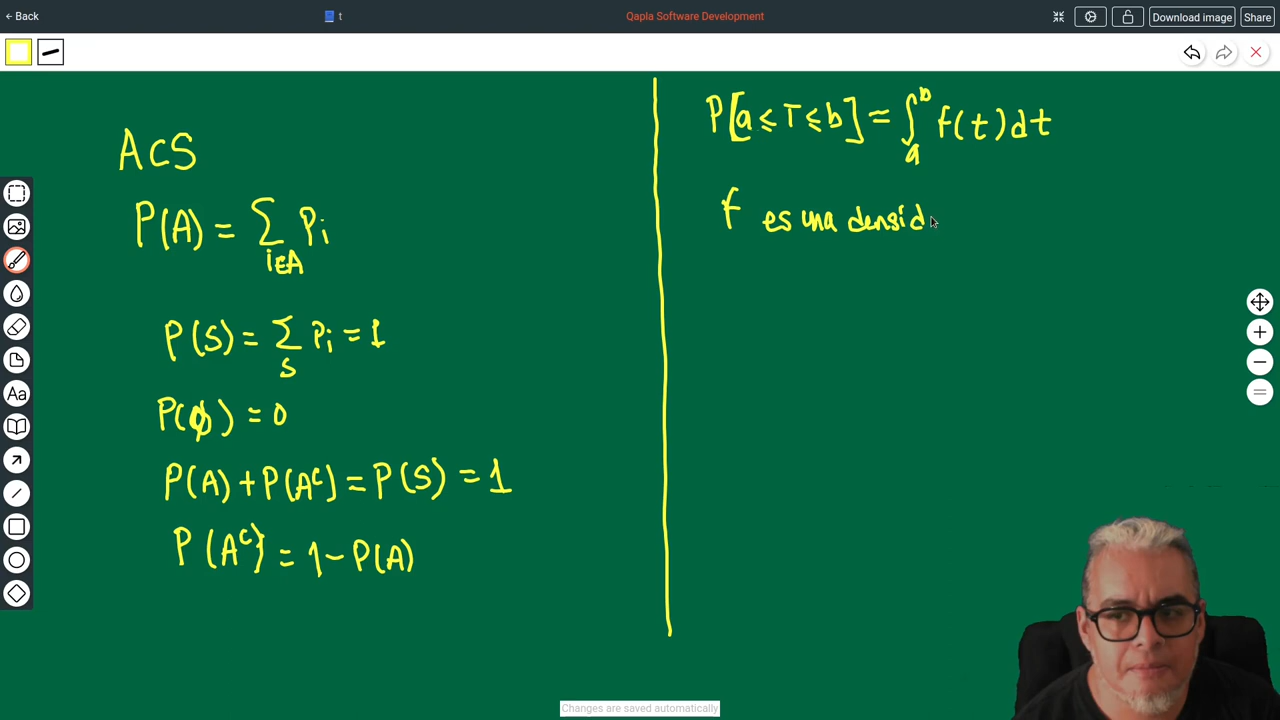 Back
t
Qapla Software Development
Download image
Share
Aa
ACS
P(A) = ∑ Pi
i∈A
P(S) = ∑ Pi = 1
S
P(∅) = 0
P(A) + P(Aᶜ) = P(S) = 1
P(Aᶜ) = 1 - P(A)
P[a ≤ T ≤ b] = ∫ₐᵇ f(t) dt
f es una densid
Changes are saved automatically